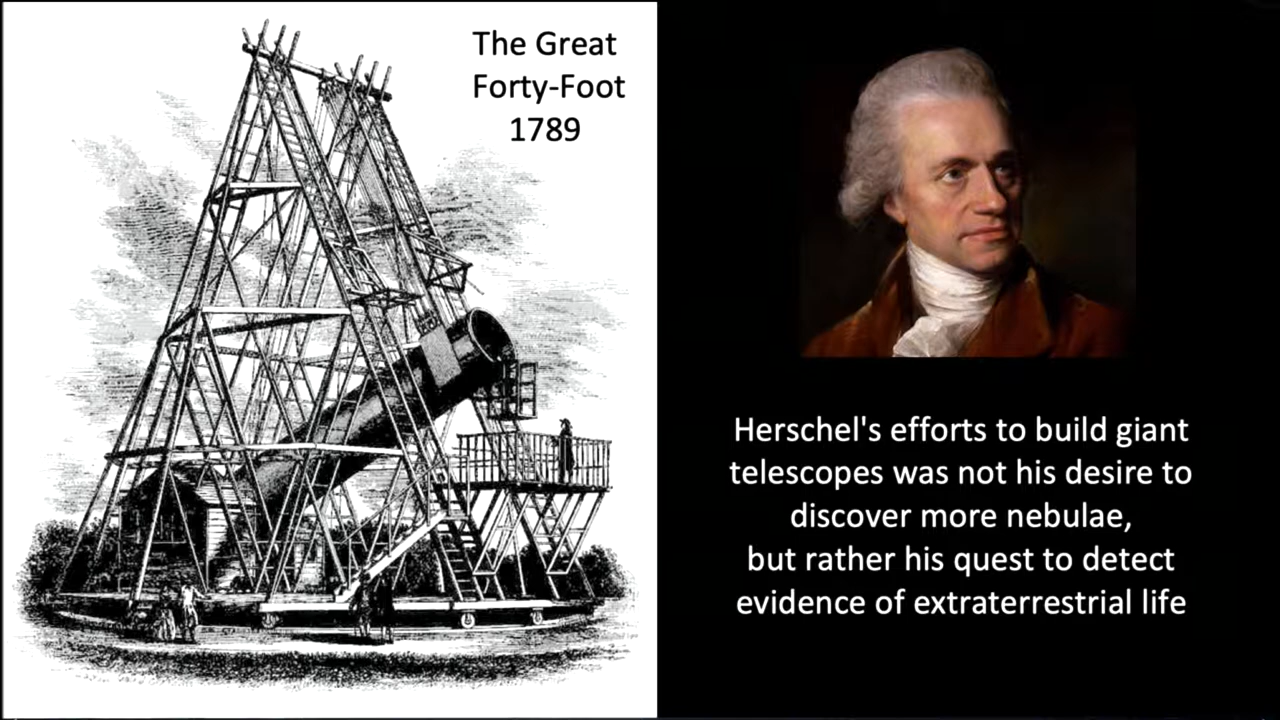 The Great
Forty-Foot
1789
Herschel's efforts to build giant
telescopes was not his desire to
discover more nebulae,
but rather his quest to detect
evidence of extraterrestrial life